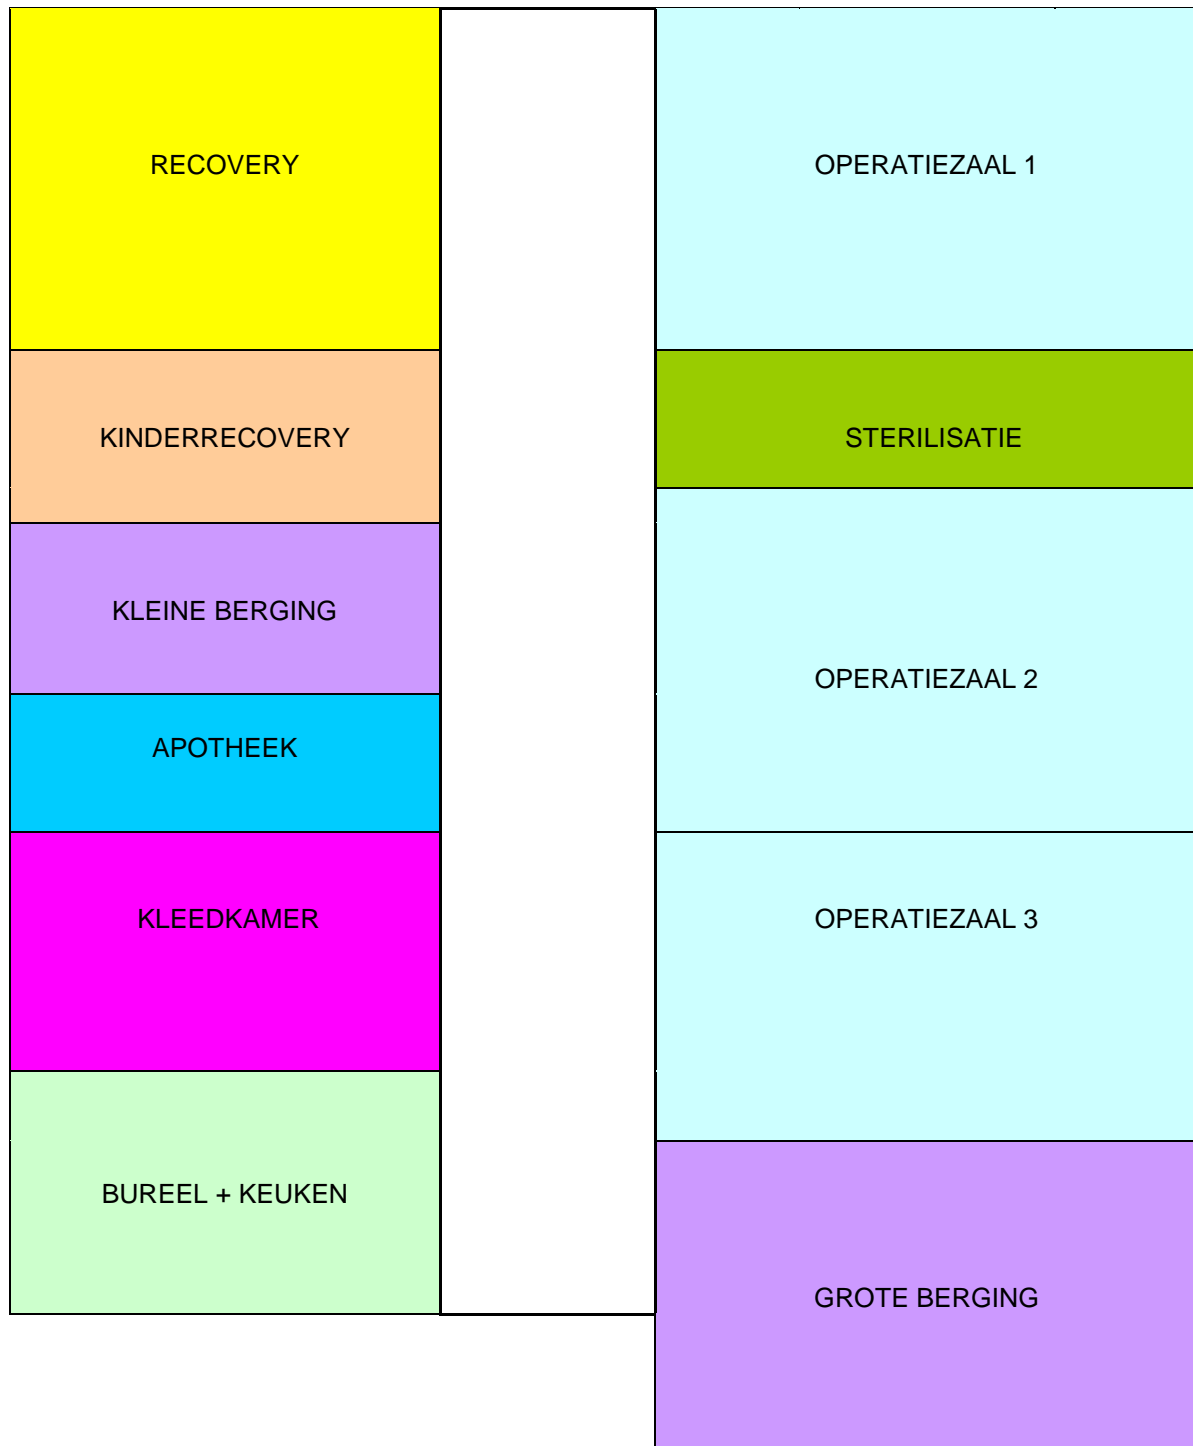 RECOVERY
OPERATIEZAAL 1
KINDERRECOVERY
STERILISATIE
KLEINE BERGING
OPERATIEZAAL 2
APOTHEEK
KLEEDKAMER
OPERATIEZAAL 3
BUREEL + KEUKEN
GROTE BERGING